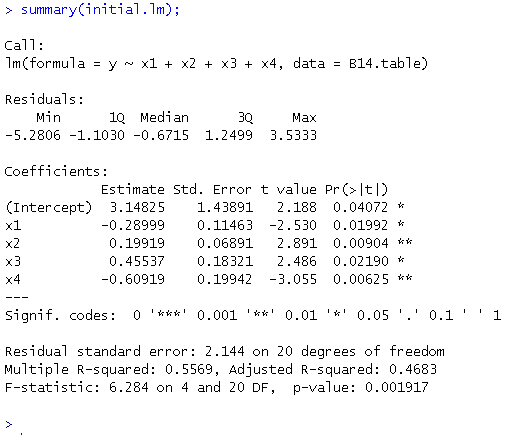 > summary(initial.lm);
Call:
lm(formula = y ~ x1 + x2 + x3 + x4, data = B14.table)
Residuals:
    Min      1Q  Median      3Q     Max
-5.2806 -1.1030 -0.6715  1.2499  3.5333
Coefficients:
            Estimate Std. Error t value Pr(>|t|)
(Intercept)  3.14825    1.43891   2.188  0.04072 *
x1          -0.28999    0.11463  -2.530  0.01992 *
x2           0.19919    0.06891   2.891  0.00904 **
x3           0.45537    0.18321   2.486  0.02190 *
x4          -0.60919    0.19942  -3.055  0.00625 **
---
Signif. codes:  0 '***' 0.001 '**' 0.01 '*' 0.05 '.' 0.1 ' ' 1
Residual standard error: 2.144 on 20 degrees of freedom
Multiple R-squared: 0.5569, Adjusted R-squared: 0.4683
F-statistic: 6.284 on 4 and 20 DF,  p-value: 0.001917
>